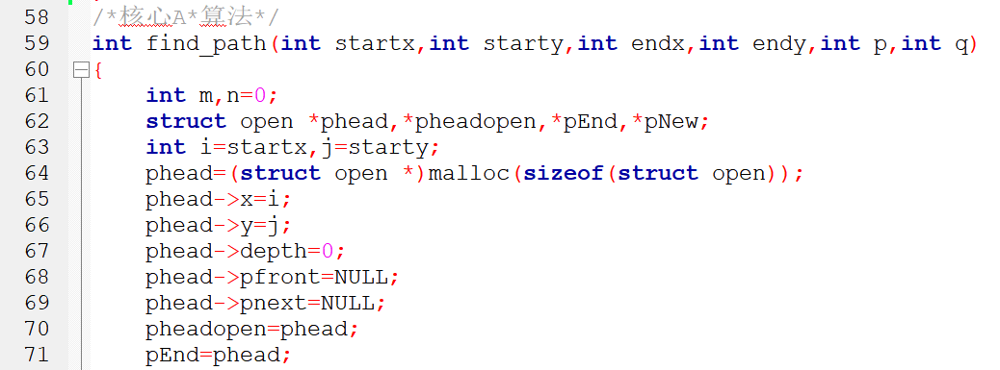 58 /*核心A*算法*/
59 int find_path(int startx,int starty,int endx,int endy,int p,int q)
60 {
61 int m,n=0;
62 struct open *phead,*pheadopen,*pEnd,*pNew;
63 int i=startx,j=starty;
64 phead=(struct open *)malloc(sizeof(struct open));
65 phead->x=i;
66 phead->y=j;
67 phead->depth=0;
68 phead->pfront=NULL;
69 phead->pnext=NULL;
70 pheadopen=phead;
71 pEnd=phead;